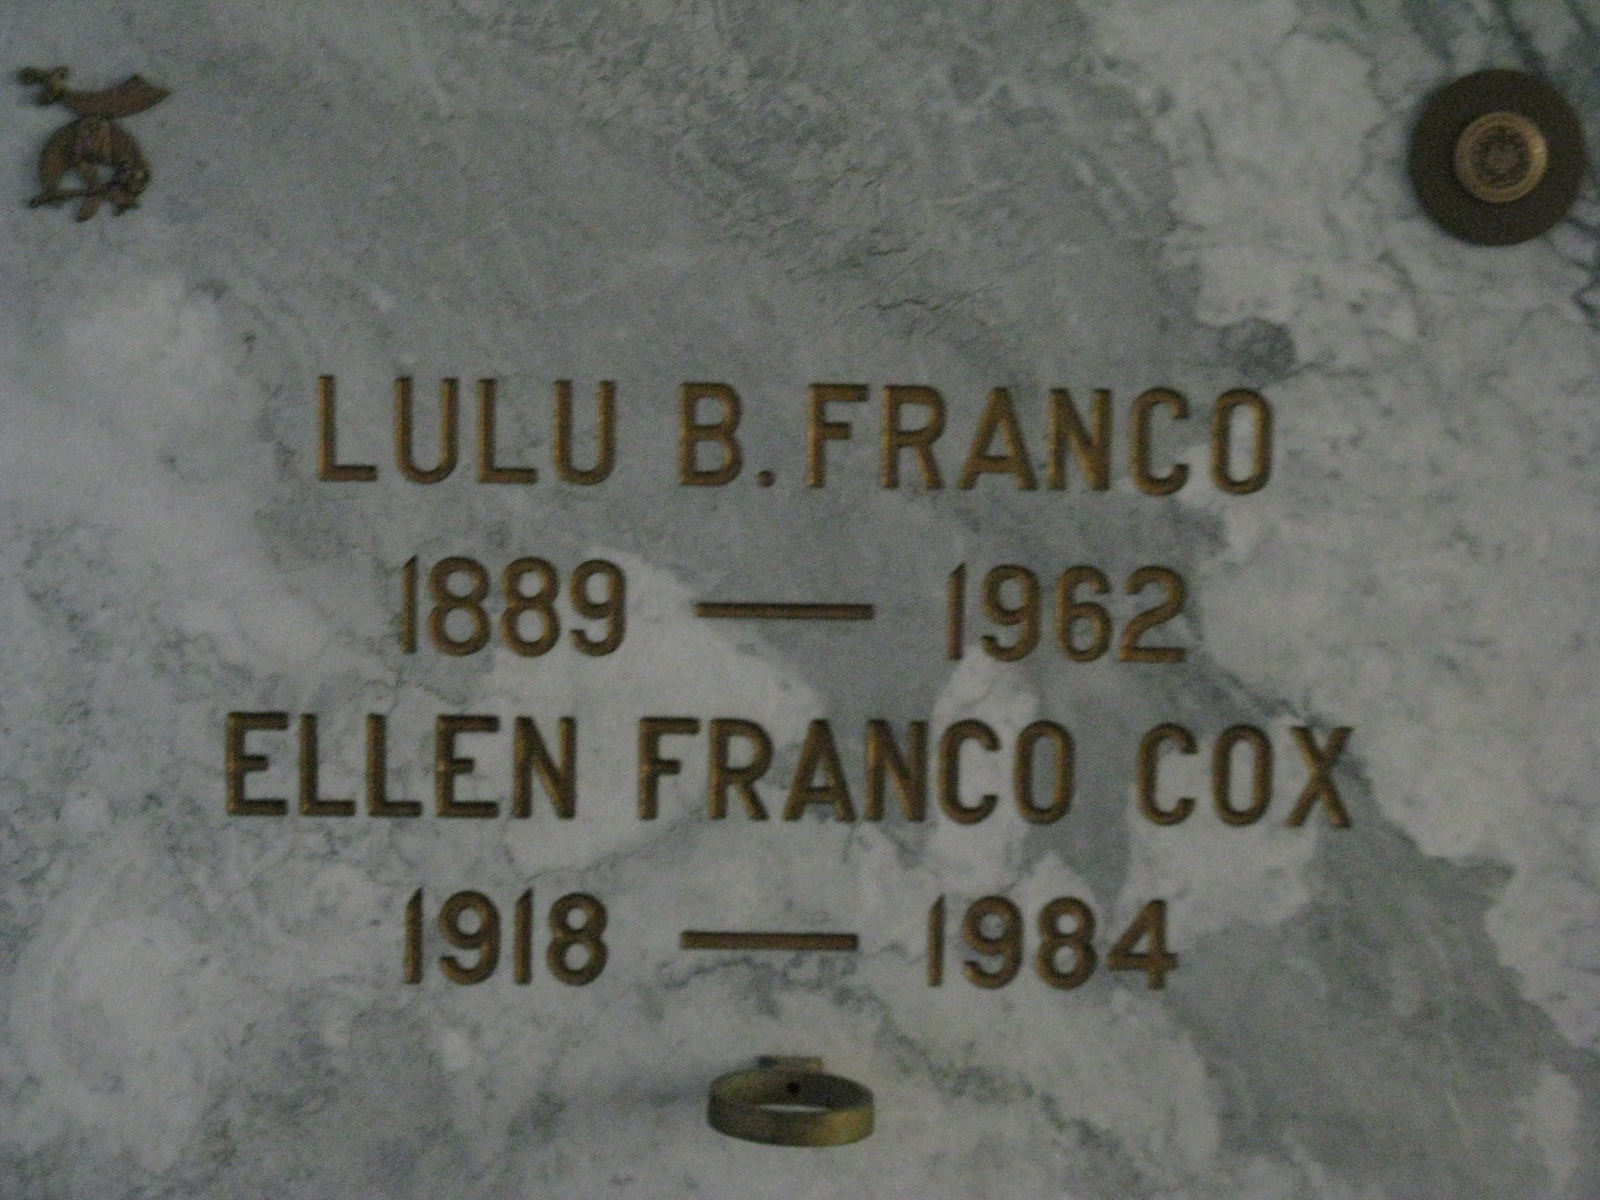 LULU B. FRANCO
1889 — 1962
ELLEN FRANCO COX
1918 — 1984